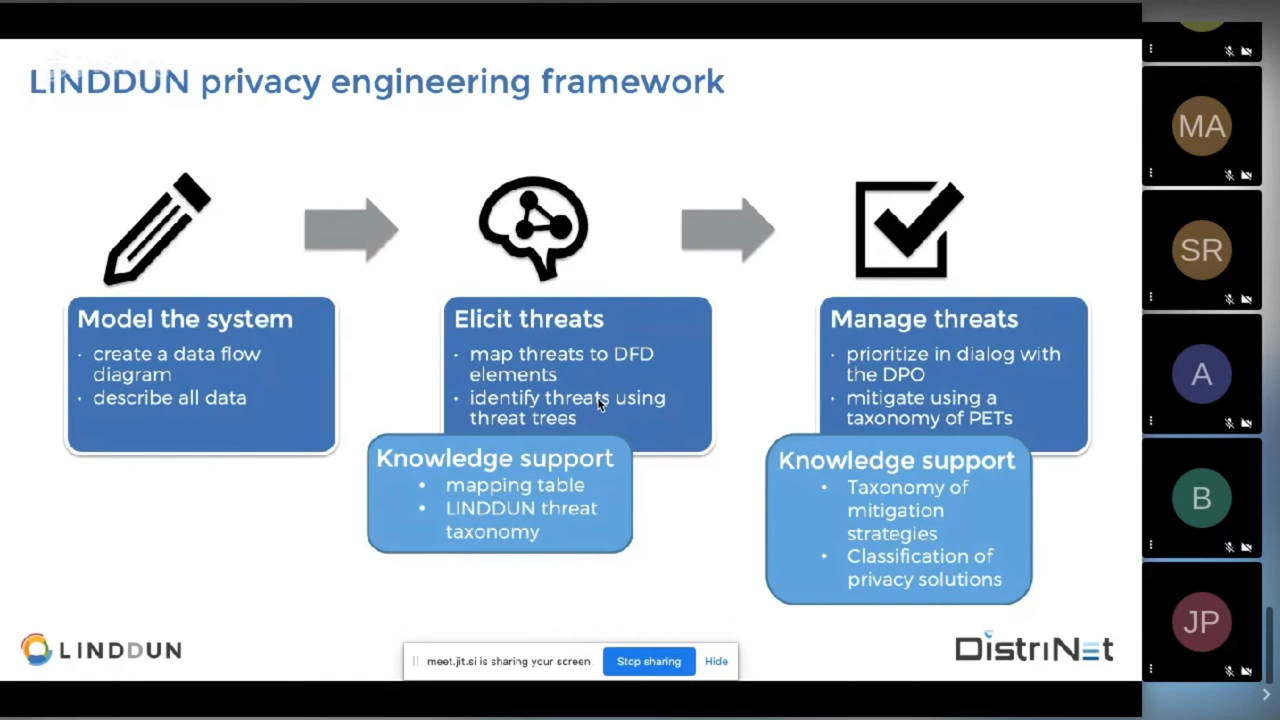 LINDDUN privacy engineering framework
Model the system
· create a data flow
diagram
· describe all data
Elicit threats
· map threats to DFD
elements
· identify threats using
threat trees
Knowledge support
• mapping table
• LINDDUN threat
taxonomy
Manage threats
· prioritize in dialog with
the DPO
· mitigate using a
taxonomy of PETs
Knowledge support
• Taxonomy of
mitigation
strategies
• Classification of
privacy solutions
LINDDUN
meet.jit.si is sharing your screen.
Stop sharing
Hide
DistriNet
MA
SR
A
B
JP